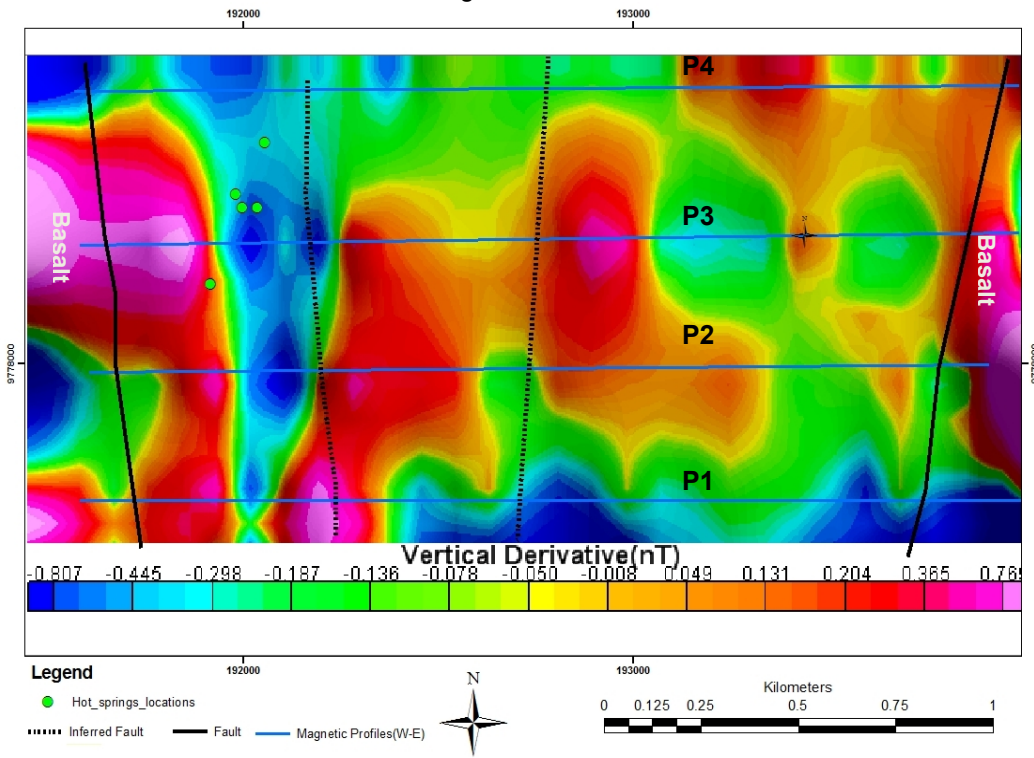 192000 193000
P4
P3
Basalt
N
Basalt
P2
9778000
P1
Vertical Derivative(nT)
-0.807 -0.445 -0.298 -0.187 -0.136 -0.078 -0.050 -0.008 0.049 0.131 0.204 0.365
192000 193000
Legend
Hot_springs_locations
Inferred Fault Fault Magnetic Profiles(W-E)
N
Kilometers
0 0.125 0.25 0.5 0.75 1